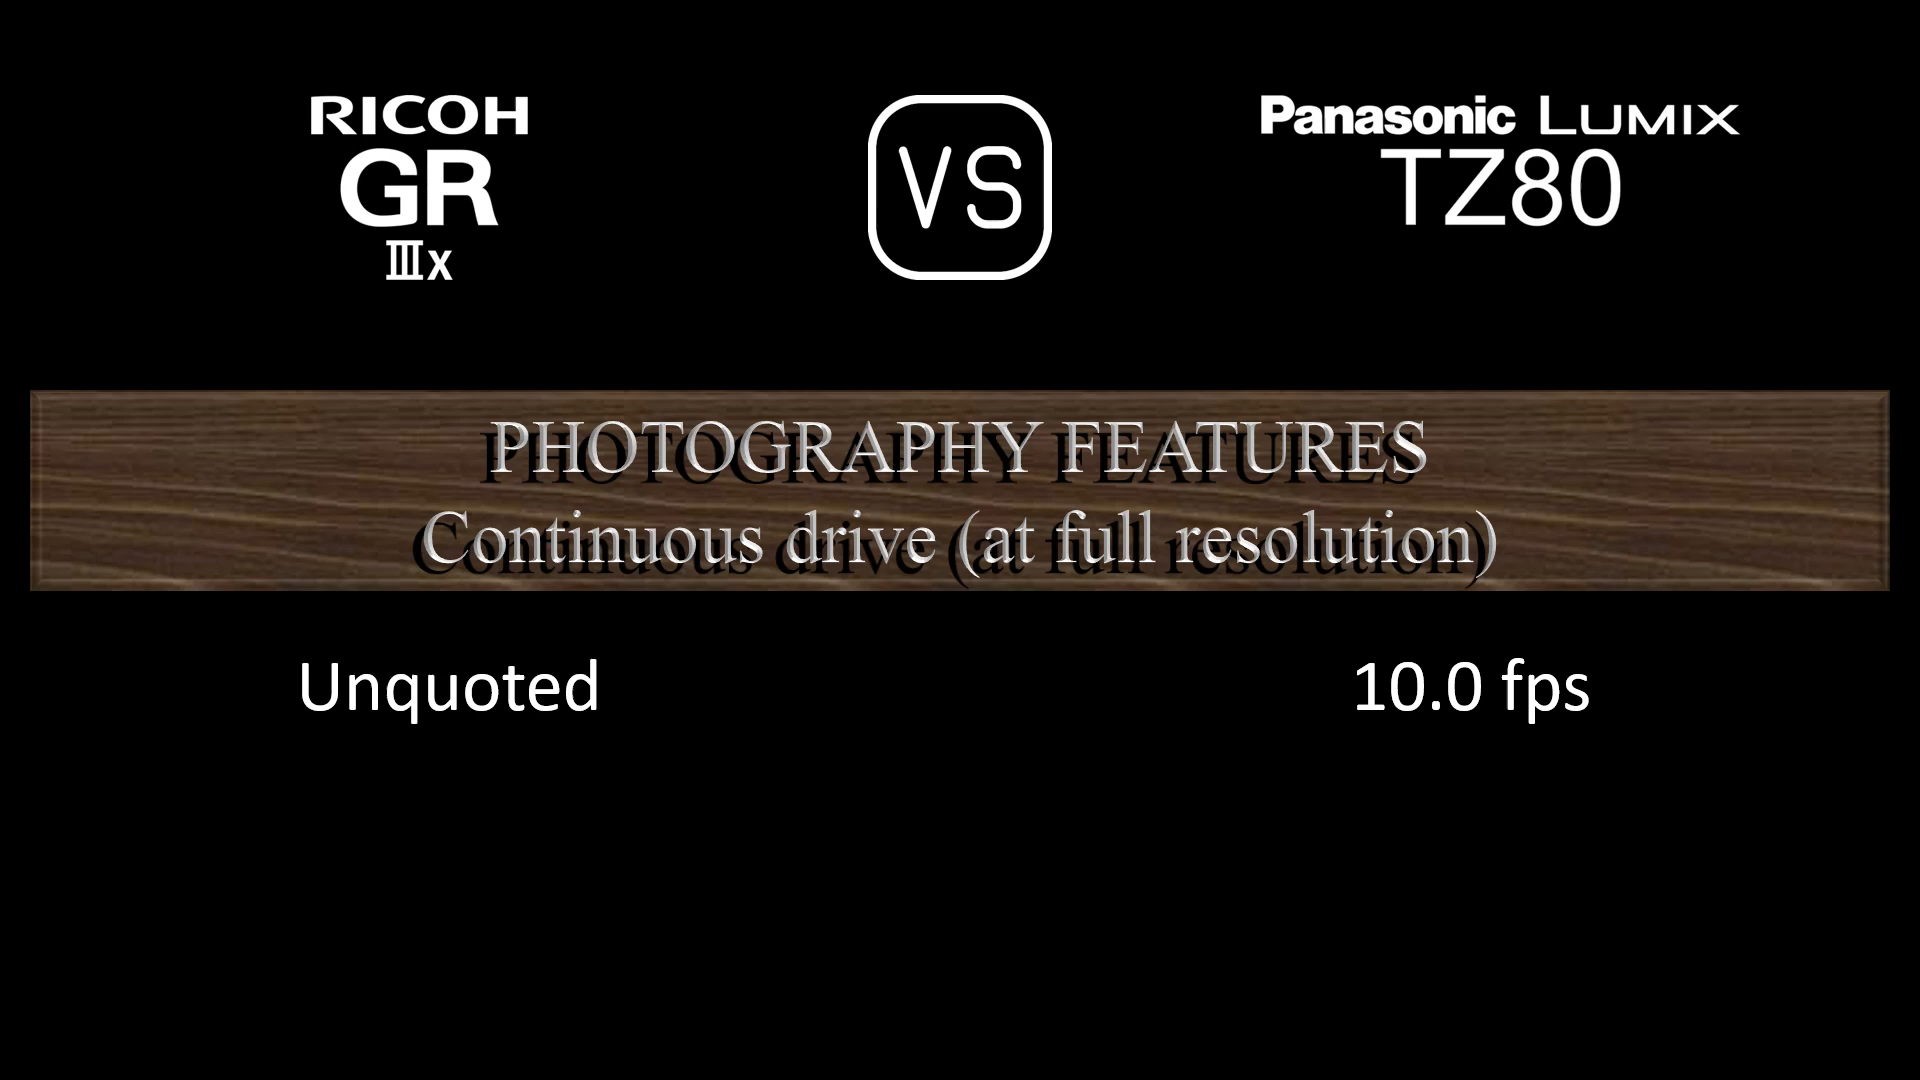 RICOH
GR
IIIx
VS
Panasonic LUMIX
TZ80
PHOTOGRAPHY FEATURES
Continuous drive (at full resolution)
Unquoted
10.0 fps